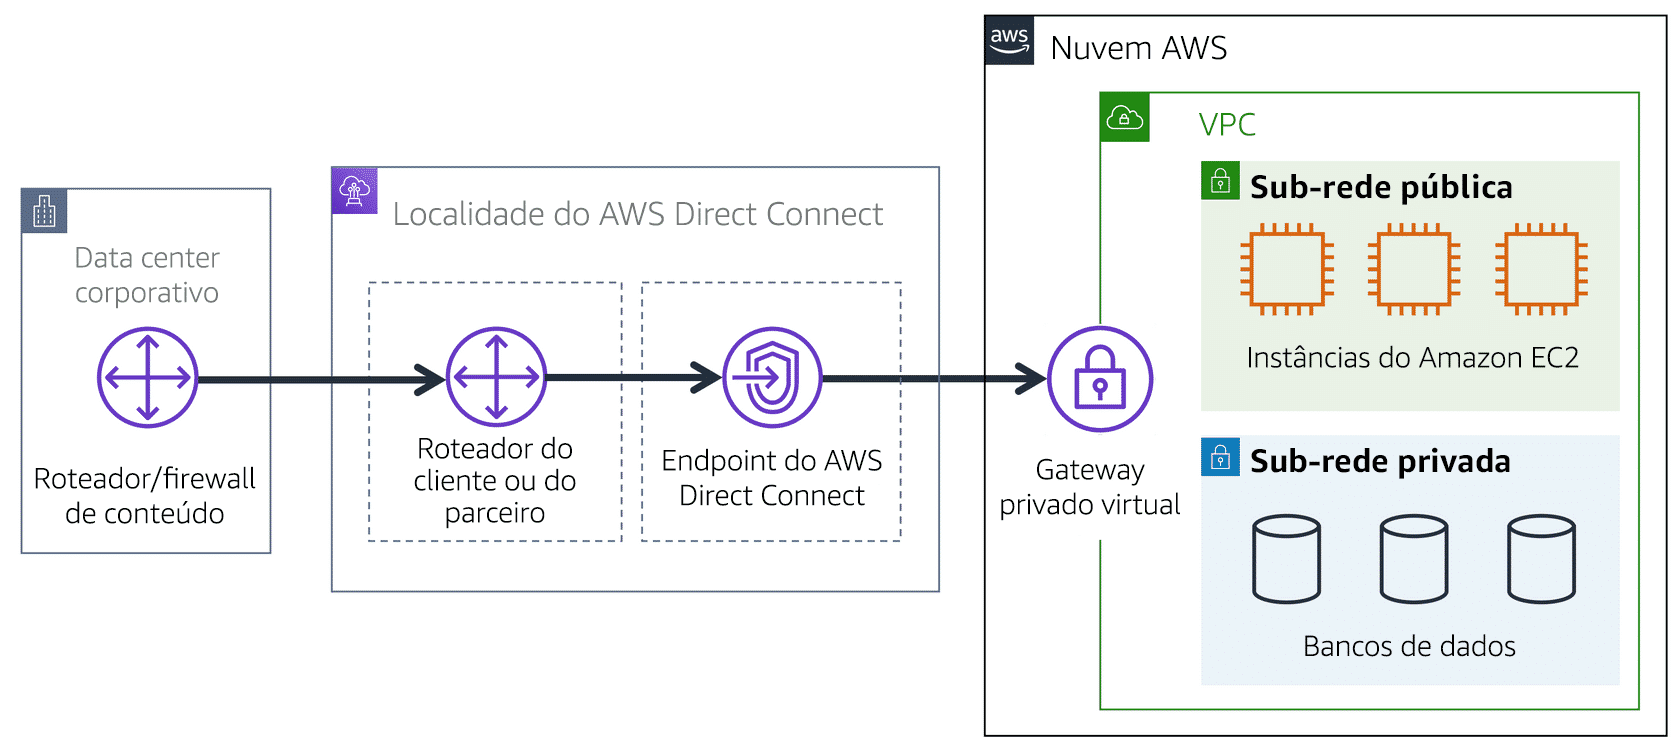 Data center
corporativo
Roteador/firewall
de conteúdo
Localidade do AWS Direct Connect
Roteador do
cliente ou do
parceiro
Endpoint do AWS
Direct Connect
aws
Nuvem AWS
VPC
Gateway
privado virtual
Sub-rede pública
Instâncias do Amazon EC2
Sub-rede privada
Bancos de dados